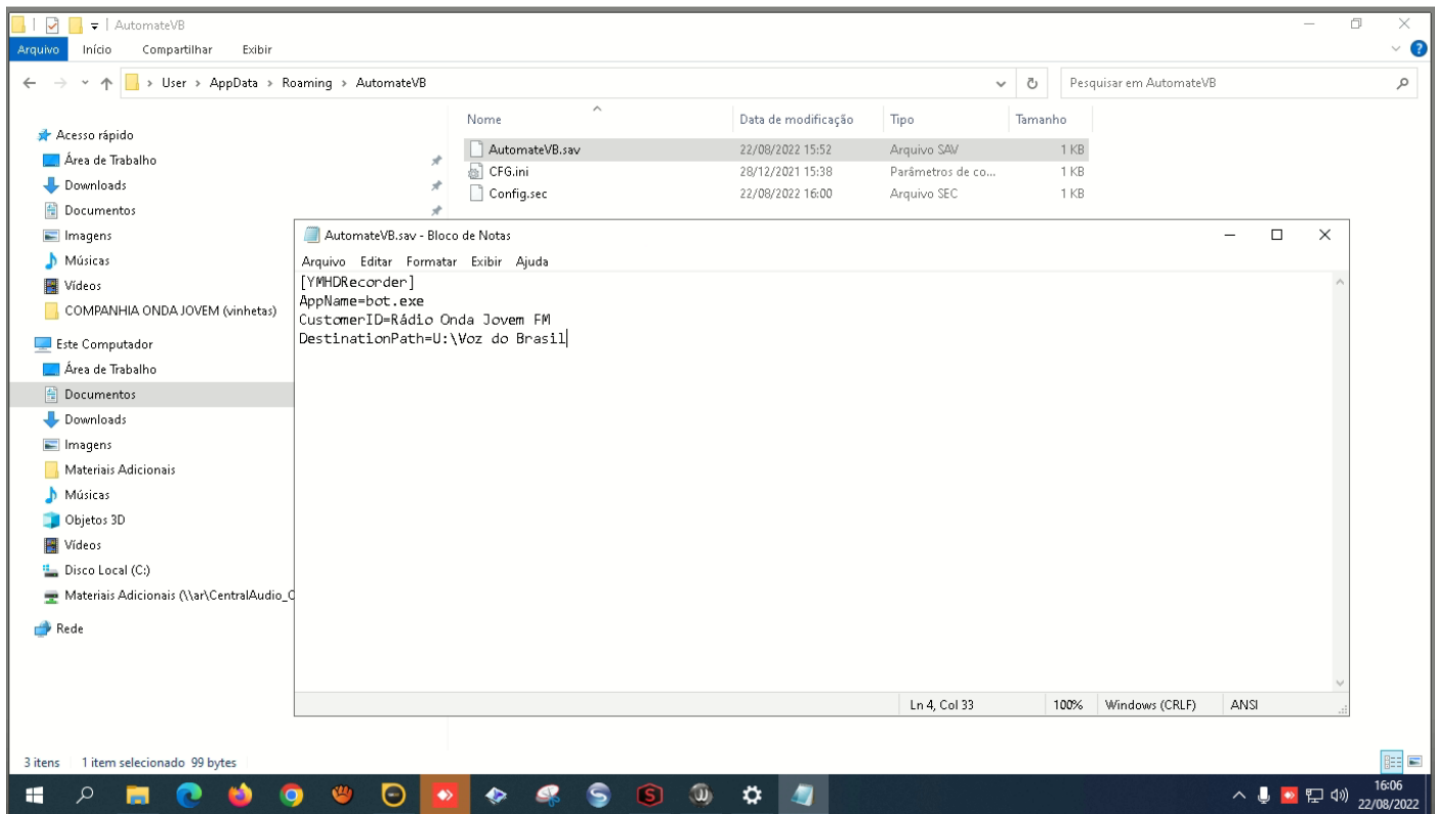 AutomateVB
Arquivo Início Compartilhar Exibir
User > AppData > Roaming > AutomateVB
Pesquisar em AutomateVB
Nome Data de modificação Tipo Tamanho
AutomateVB.sav 22/08/2022 15:52 Arquivo SAV 1 KB
CFG.ini 28/12/2021 15:38 Parâmetros de co... 1 KB
Config.sec 22/08/2022 16:00 Arquivo SEC 1 KB
Acesso rápido
Área de Trabalho
Downloads
Documentos
Imagens
Músicas
Vídeos
COMPANHIA ONDA JOVEM (vinhetas)
Este Computador
Área de Trabalho
Documentos
Downloads
Imagens
Materiais Adicionais
Músicas
Objetos 3D
Vídeos
Disco Local (C:)
Materiais Adicionais (\\ar\CentralAudio_C
Rede
AutomateVB.sav - Bloco de Notas
Arquivo Editar Formatar Exibir Ajuda
[YMHDRecorder]
AppName=bot.exe
CustomerID=Rádio Onda Jovem FM
DestinationPath=U:\Voz do Brasil
Ln 4, Col 33 100% Windows (CRLF) ANSI
3 itens 1 item selecionado 99 bytes
16:06
22/08/2022